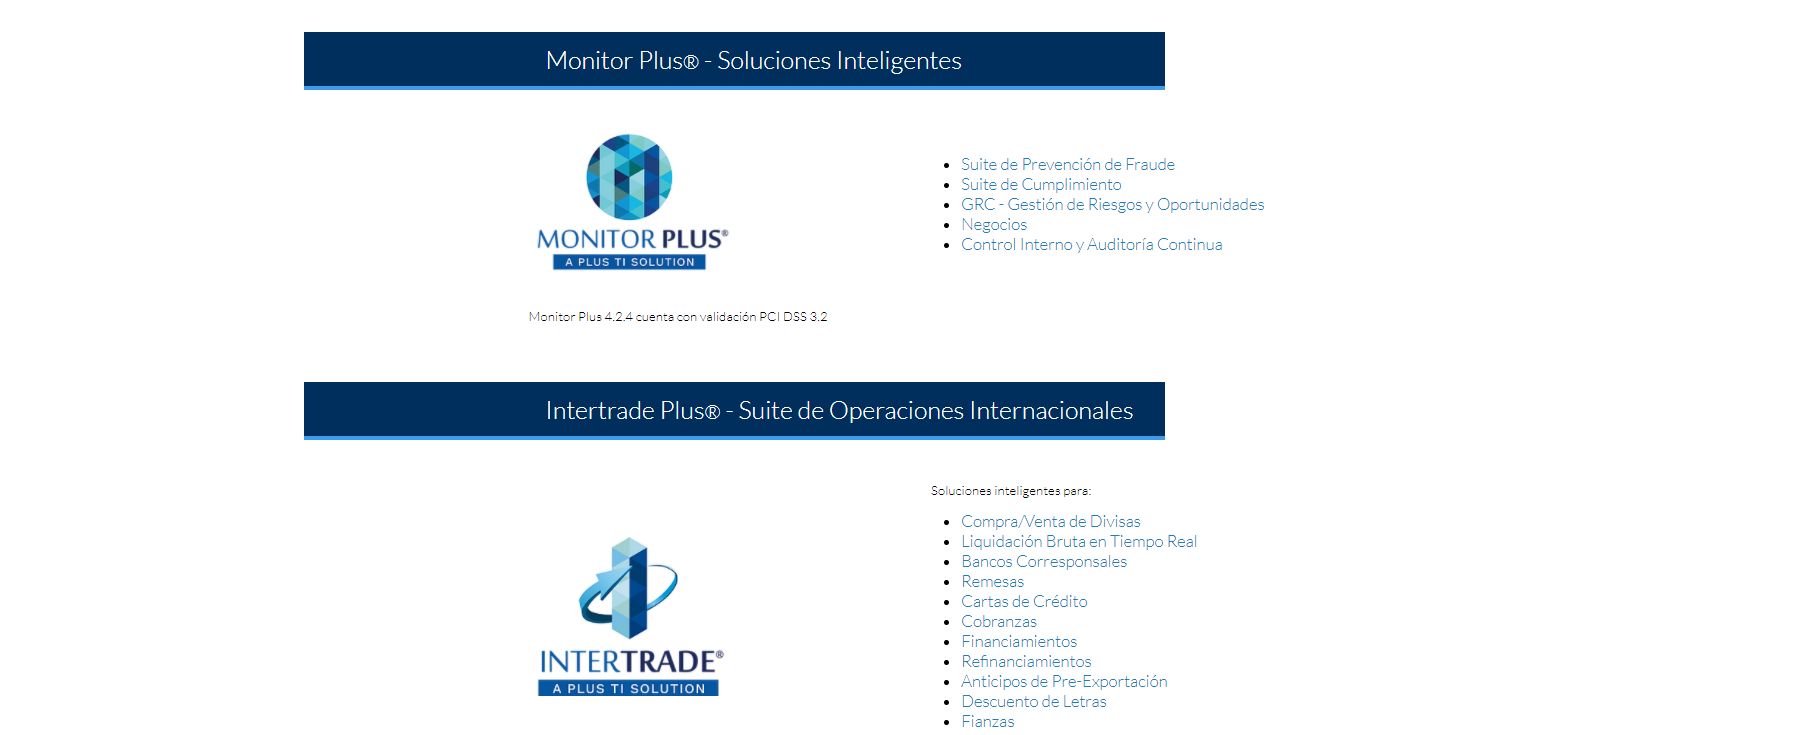 Monitor Plus® - Soluciones Inteligentes
MONITOR PLUS®
A PLUS TI SOLUTION
Monitor Plus 4.2.4 cuenta con validación PCI DSS 3.2
Suite de Prevención de Fraude
Suite de Cumplimiento
GRC - Gestión de Riesgos y Oportunidades
Negocios
Control Interno y Auditoría Continua
Intertrade Plus® - Suite de Operaciones Internacionales
INTERTRADE®
A PLUS TI SOLUTION
Soluciones inteligentes para:
Compra/Venta de Divisas
Liquidación Bruta en Tiempo Real
Bancos Corresponsales
Remesas
Cartas de Crédito
Cobranzas
Financiamientos
Refinanciamientos
Anticipos de Pre-Exportación
Descuento de Letras
Fianzas